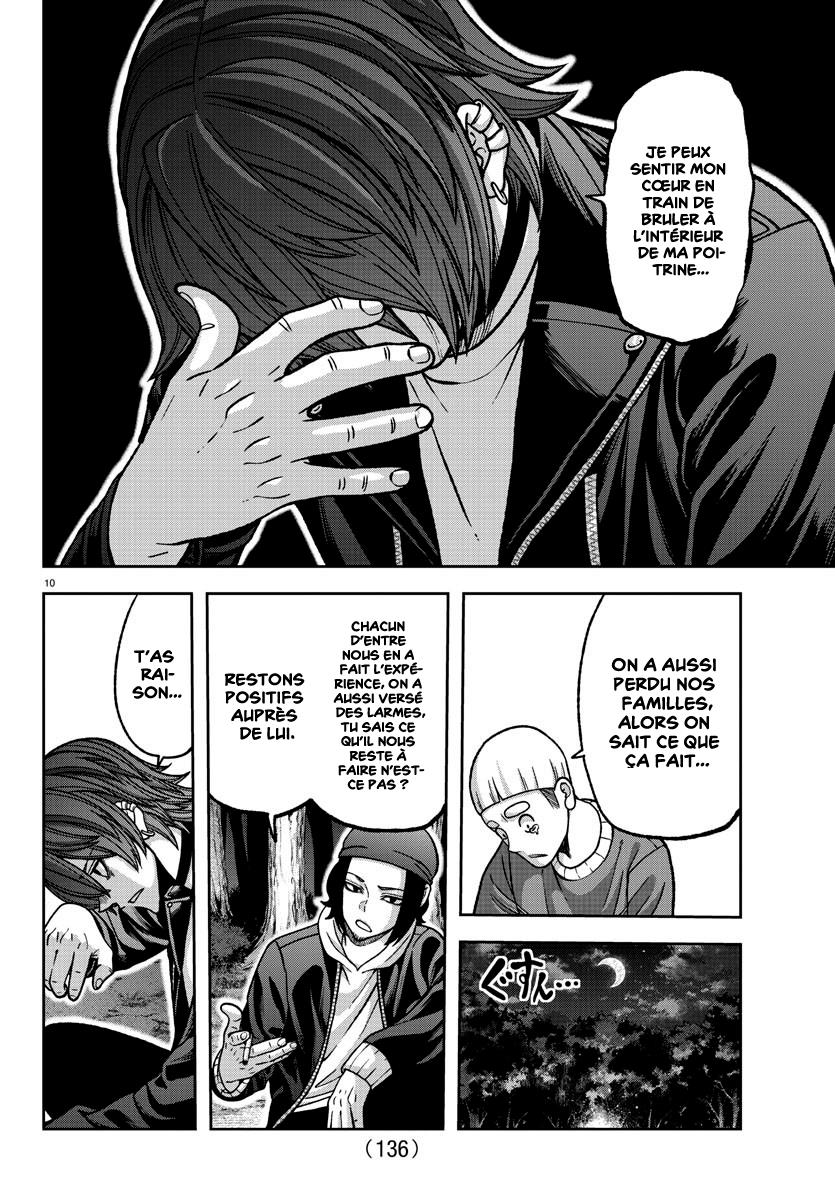 JE PEUX
SENTIR MON
CŒUR EN
TRAIN DE
BRULER À
L'INTÉRIEUR
DE MA POI-
TRINE...
10
ON A AUSSI
PERDU NOS
FAMILLES,
ALORS ON
SAIT CE QUE
ÇA FAIT...
ぐすん…
CHACUN
D'ENTRE
NOUS EN A
FAIT L'EXPÉ-
RIENCE, ON A
AUSSI VERSÉ
DES LARMES,
TU SAIS CE
QU'IL NOUS
RESTE À
FAIRE N'EST-
CE PAS ?
RESTONS
POSITIFS
AUPRÈS
DE LUI.
T'AS
RAI-
SON...
(136)